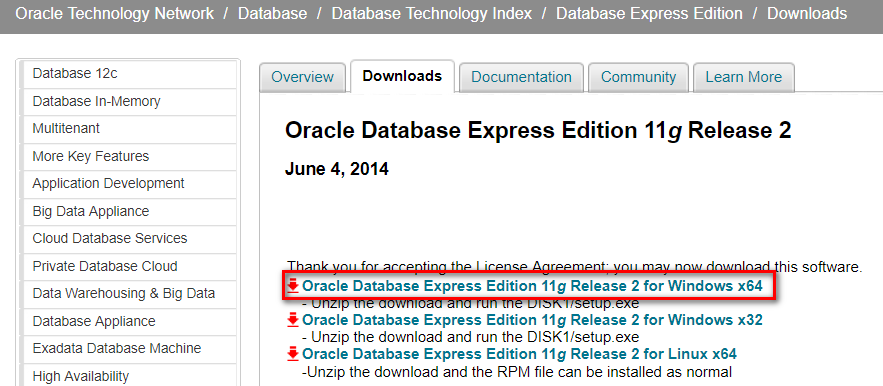 Oracle Technology Network / Database / Database Technology Index / Database Express Edition / Downloads
Database 12c
Database In-Memory
Multitenant
More Key Features
Application Development
Big Data Appliance
Cloud Database Services
Private Database Cloud
Data Warehousing & Big Data
Database Appliance
Exadata Database Machine
High Availability
Overview
Downloads
Documentation
Community
Learn More
Oracle Database Express Edition 11g Release 2
June 4, 2014
Thank you for accepting the License Agreement; you may now download this software.
Oracle Database Express Edition 11g Release 2 for Windows x64
- Unzip the download and run the DISK1/setup.exe
Oracle Database Express Edition 11g Release 2 for Windows x32
- Unzip the download and run the DISK1/setup.exe
Oracle Database Express Edition 11g Release 2 for Linux x64
-Unzip the download and the RPM file can be installed as normal